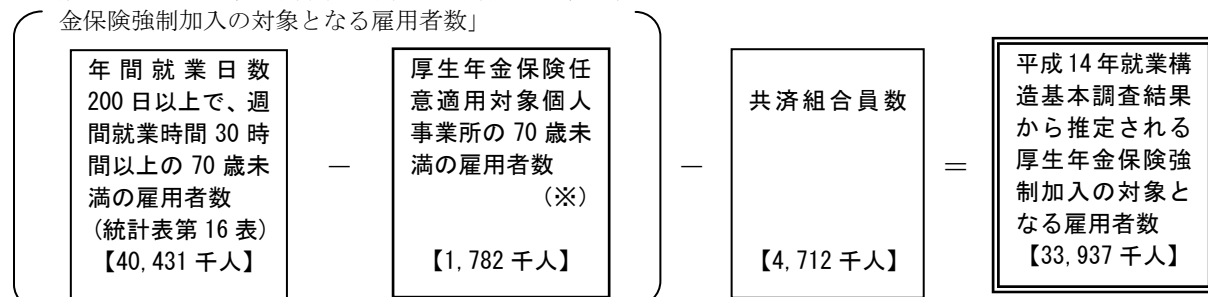 金保険強制加入の対象となる雇用者数」
年間就業日数
200日以上で、週
間就業時間30時
間以上の70歳未
満の雇用者数
(統計表第16表)
【40,431千人】
－
厚生年金保険任
意適用対象個人
事業所の70歳未
満の雇用者数
(※)
【1,782千人】
－
共済組合員数
【4,712千人】
＝
平成14年就業構
造基本調査結果
から推定される
厚生年金保険強
制加入の対象と
なる雇用者数
【33,937千人】